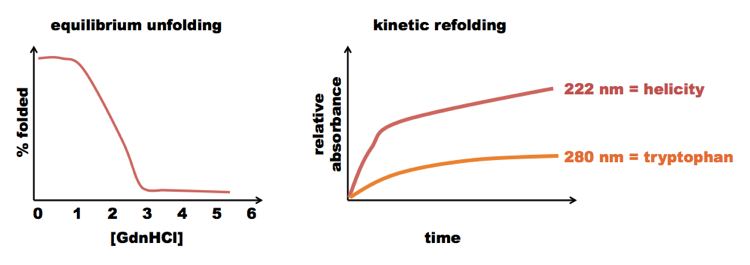 equilibrium unfolding
% folded
0 1 2 3 4 5 6
[GdnHCl]
kinetic refolding
relative
absorbance
222 nm = helicity
280 nm = tryptophan
time